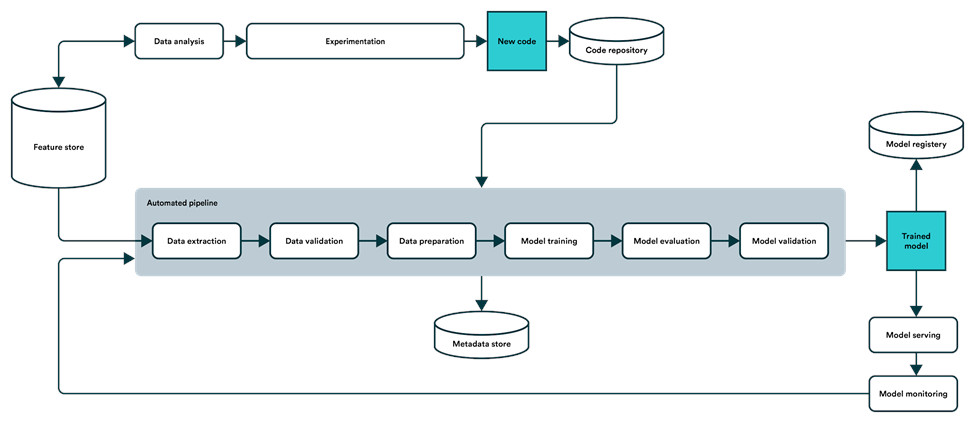 Data analysis
Experimentation
New code
Code repository
Feature store
Model registery
Automated pipeline
Data extraction
Data validation
Data preparation
Model training
Model evaluation
Model validation
Trained
model
Metadata store
Model serving
Model monitoring